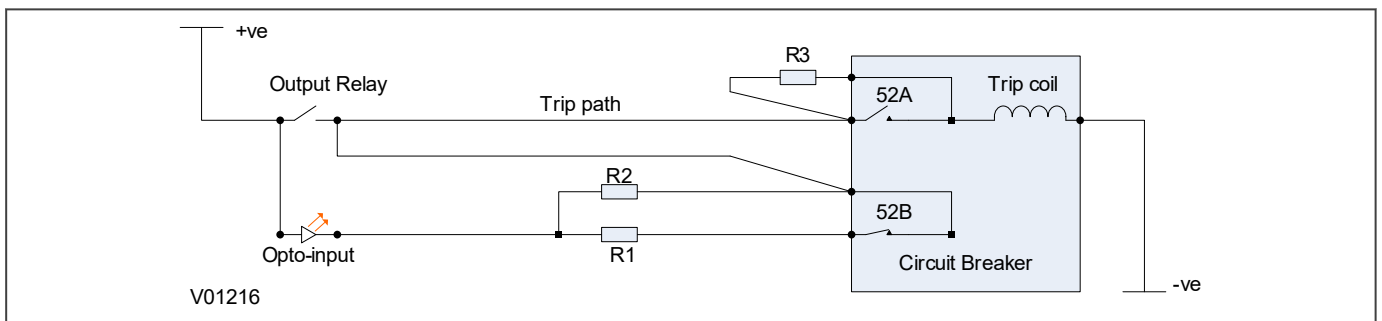 +ve
R3
Output Relay
52A
Trip coil
Trip path
R2
52B
Opto-input
R1
Circuit Breaker
V01216
-ve